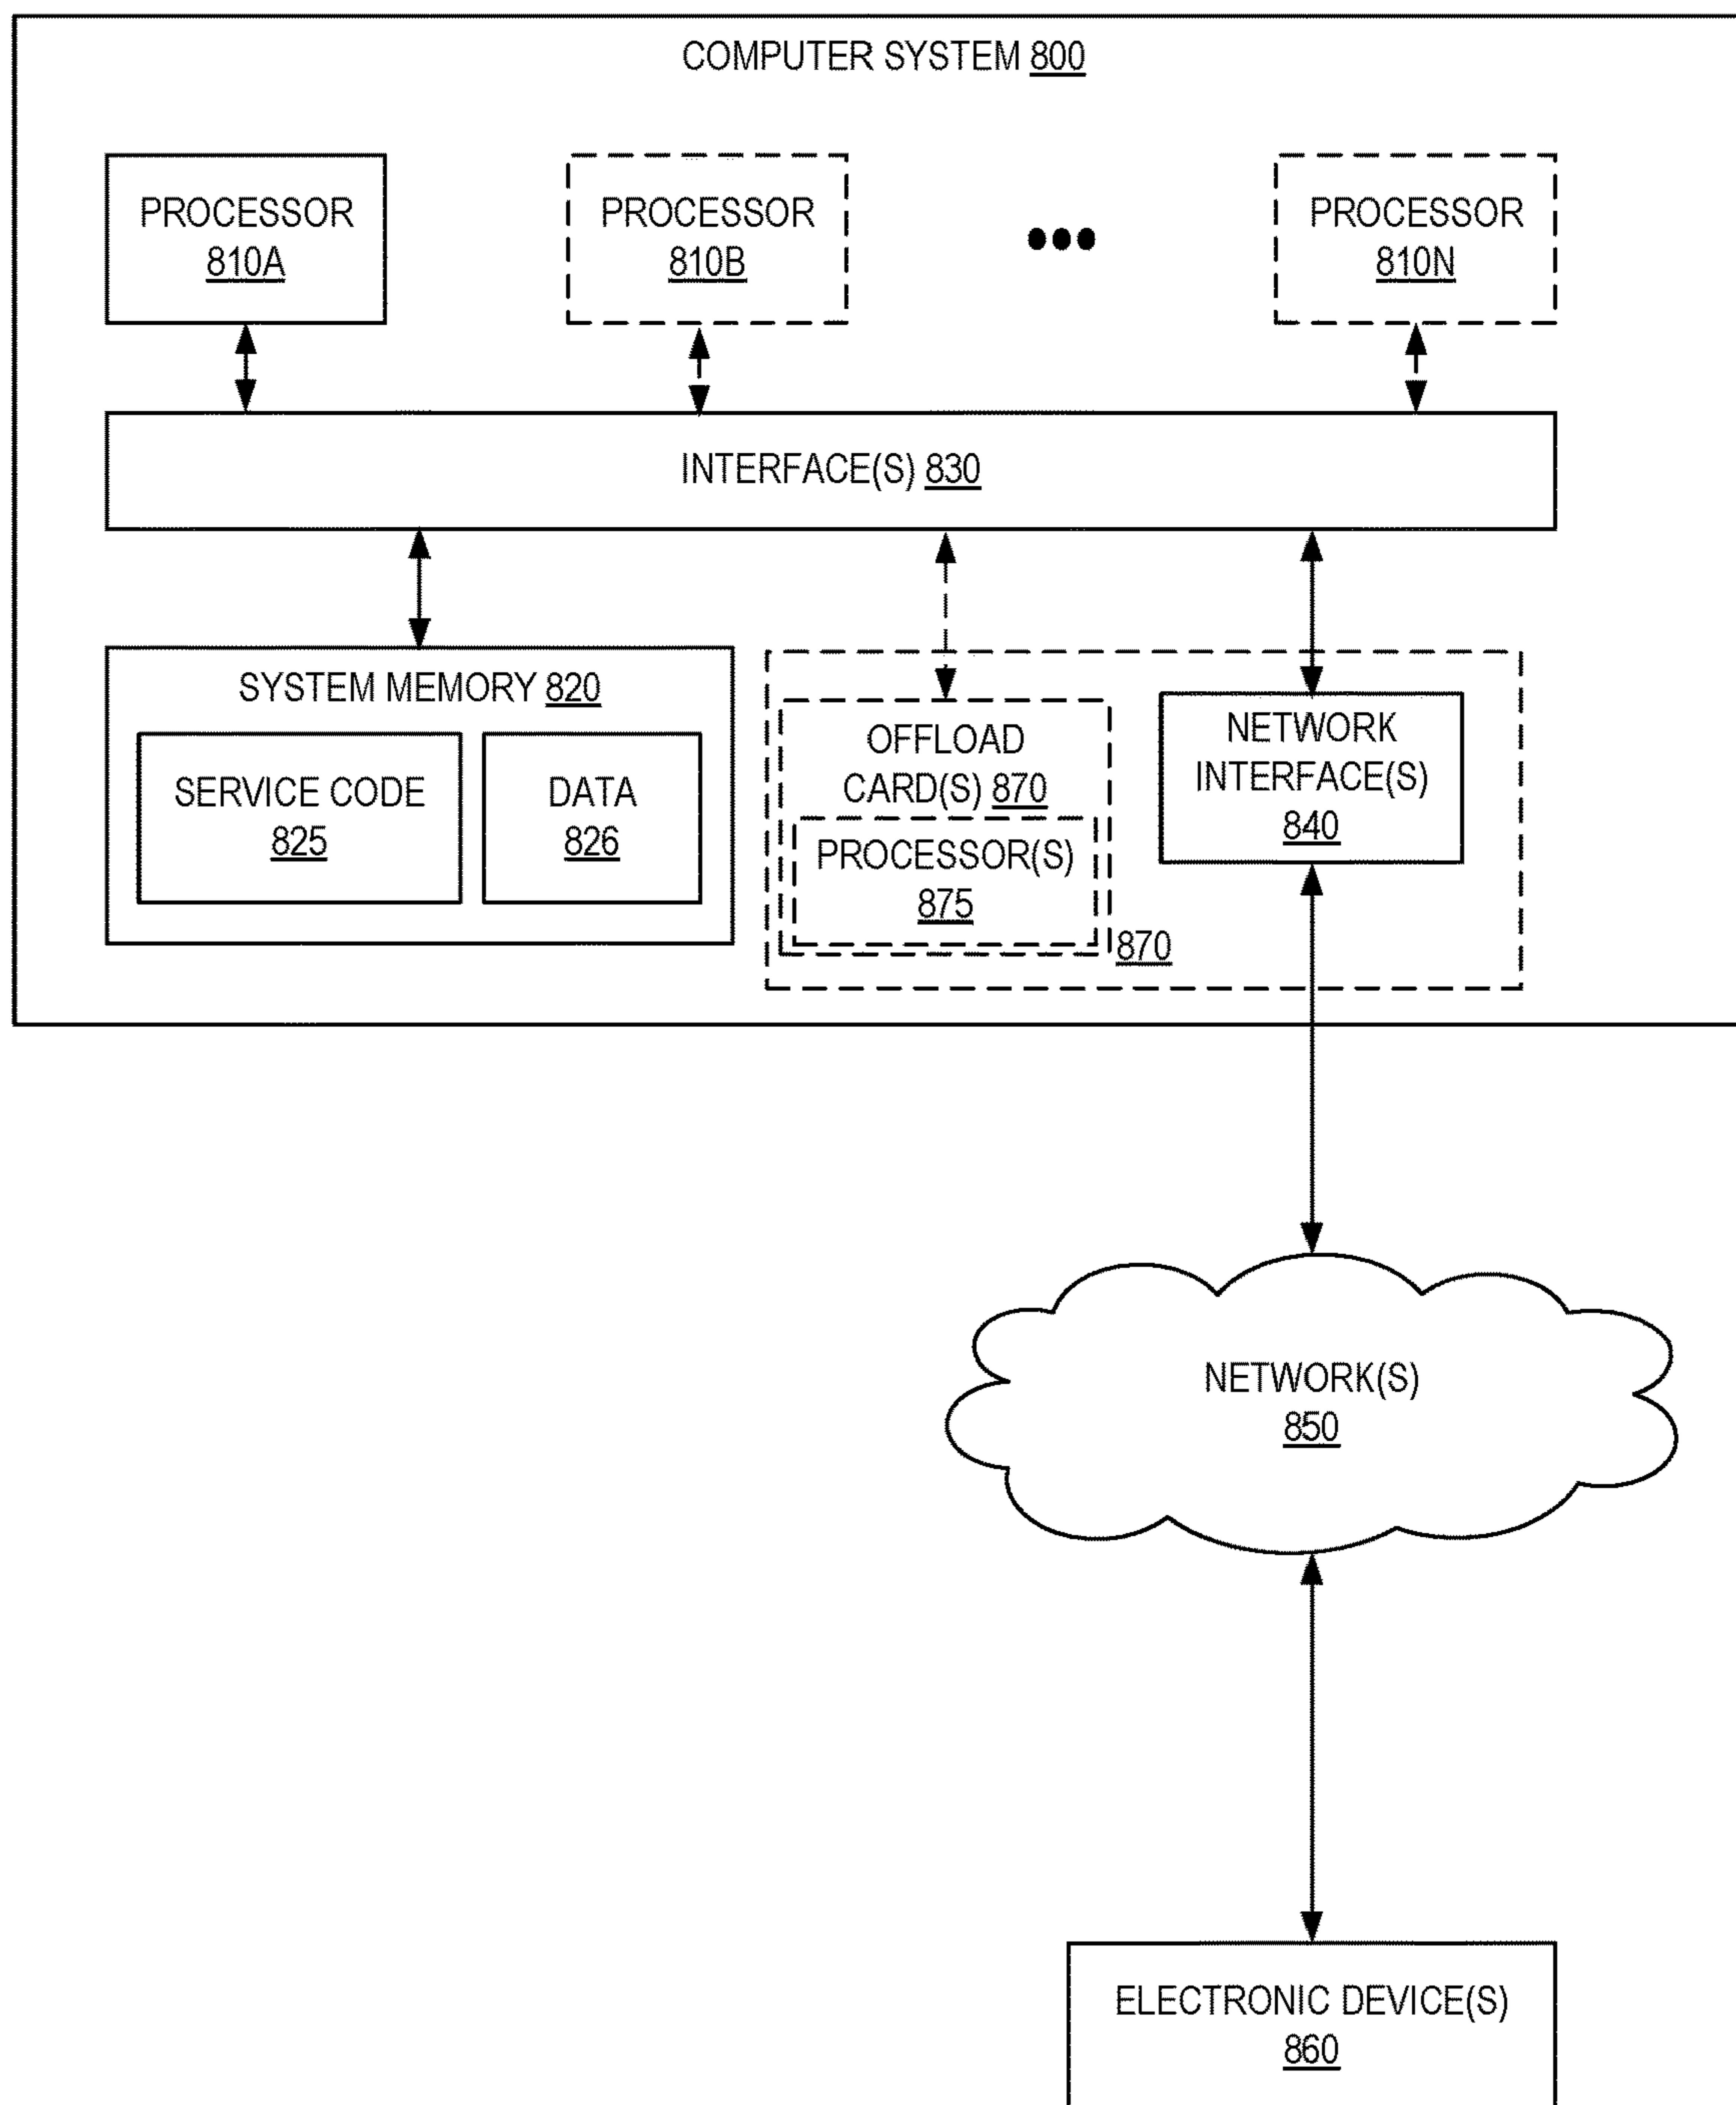 COMPUTER SYSTEM 800
PROCESSOR
810A
PROCESSOR
810B
PROCESSOR
810N
INTERFACE(S) 830
SYSTEM MEMORY 820
SERVICE CODE
825
DATA
826
OFFLOAD
CARD(S) 870
PROCESSOR(S)
875
870
NETWORK
INTERFACE(S)
840
NETWORK(S)
850
ELECTRONIC DEVICE(S)
860